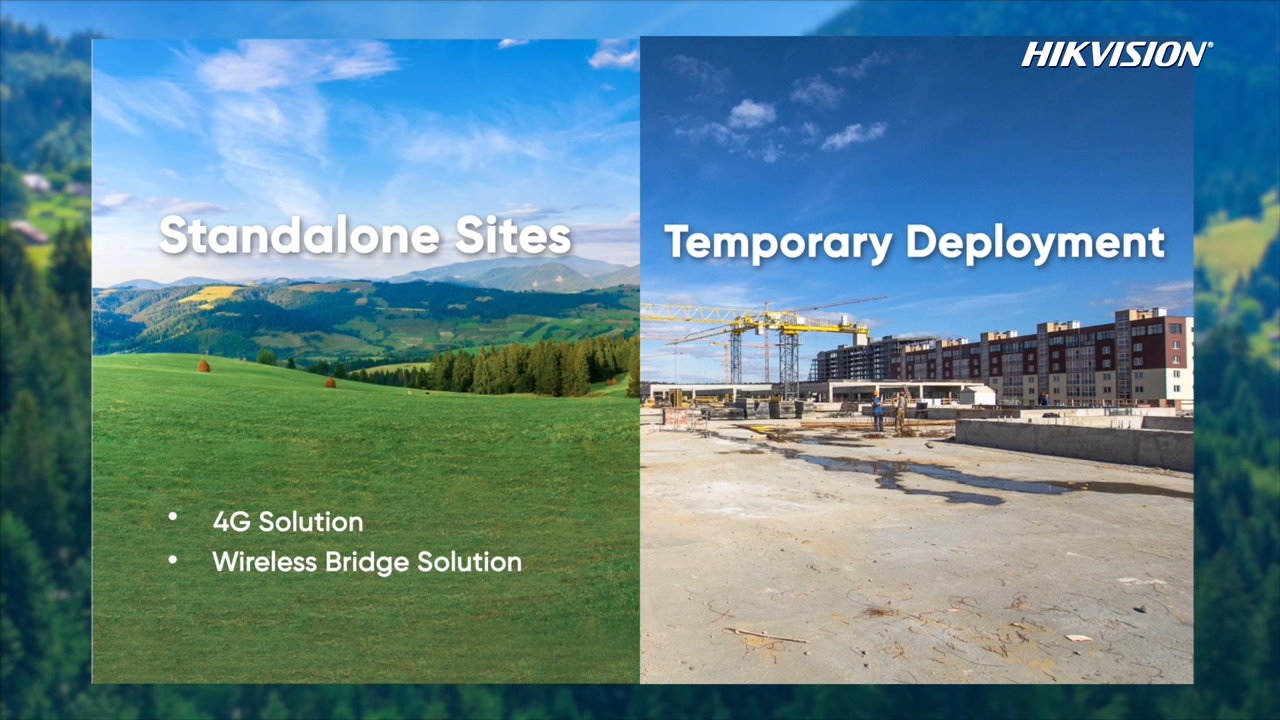 HIKVISION®
Standalone Sites
Temporary Deployment
• 4G Solution
• Wireless Bridge Solution